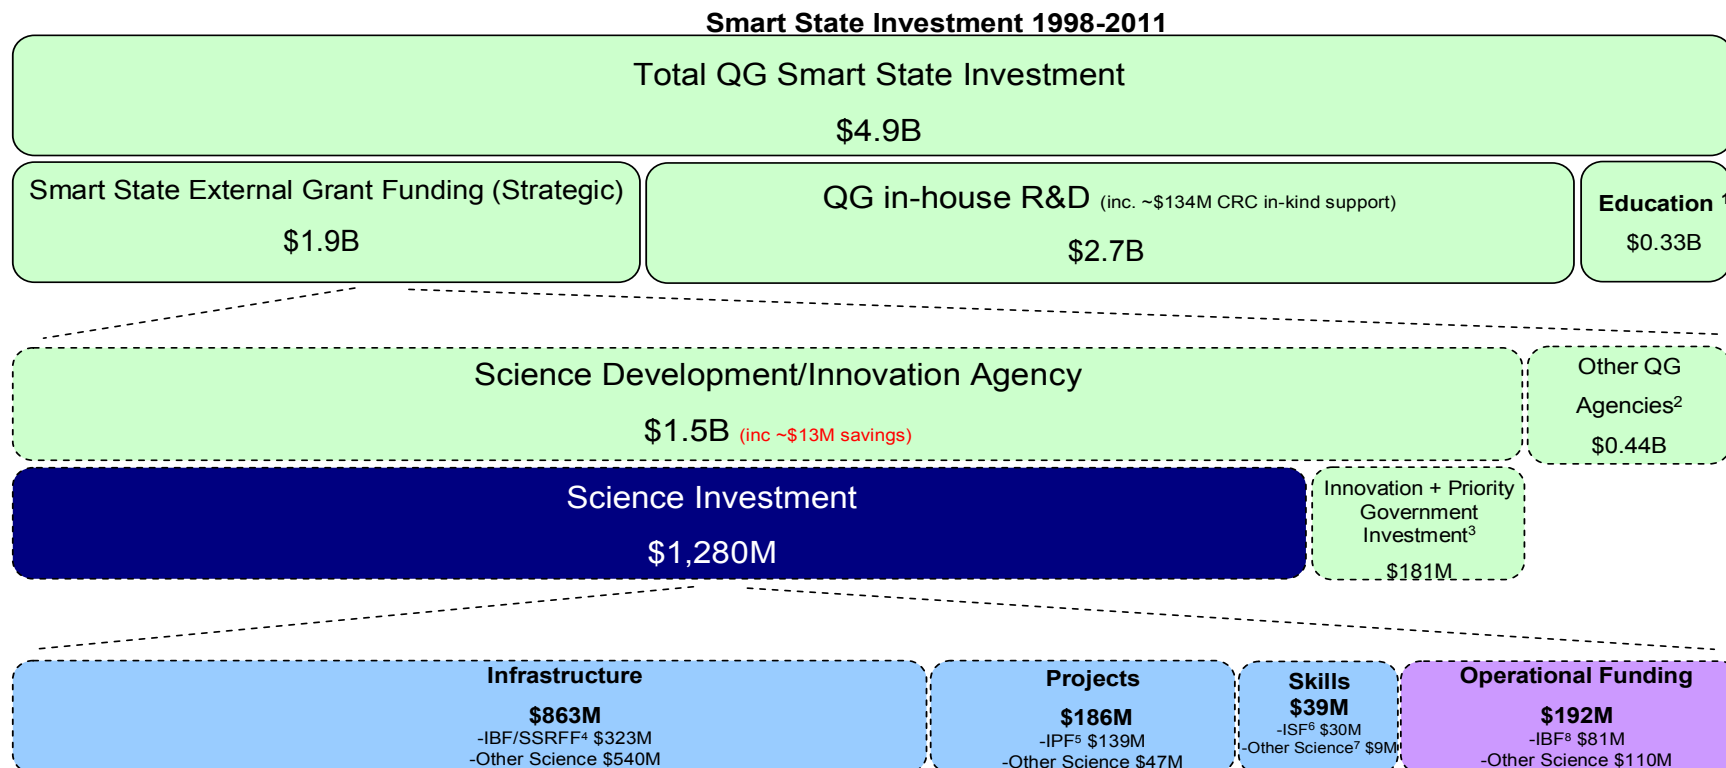 Smart State Investment 1998-2011
Total QG Smart State Investment
$4.9B
Smart State External Grant Funding (Strategic)
$1.9B
QG in-house R&D (inc. ~$134M CRC in-kind support)
$2.7B
Education ¹
$0.33B
Science Development/Innovation Agency
$1.5B (inc ~$13M savings)
Other QG
Agencies²
$0.44B
Science Investment
$1,280M
Innovation + Priority
Government
Investment³
$181M
Infrastructure
$863M
-IBF/SSRFF⁴ $323M
-Other Science $540M
Projects
$186M
-IPF⁵ $139M
-Other Science $47M
Skills
$39M
-ISF⁶ $30M
-Other Science⁷ $9M
Operational Funding
$192M
-IBF⁸ $81M
-Other Science $110M